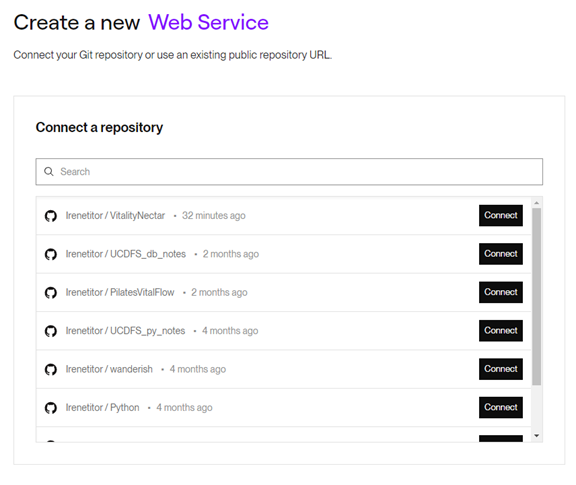 Create a new Web Service
Connect your Git repository or use an existing public repository URL.
Connect a repository
Search
Irenetitor / VitalityNectar • 32 minutes ago Connect
Irenetitor / UCDFS_db_notes • 2 months ago Connect
Irenetitor / PilatesVitalFlow • 2 months ago Connect
Irenetitor / UCDFS_py_notes • 4 months ago Connect
Irenetitor / wanderish • 4 months ago Connect
Irenetitor / Python • 4 months ago Connect